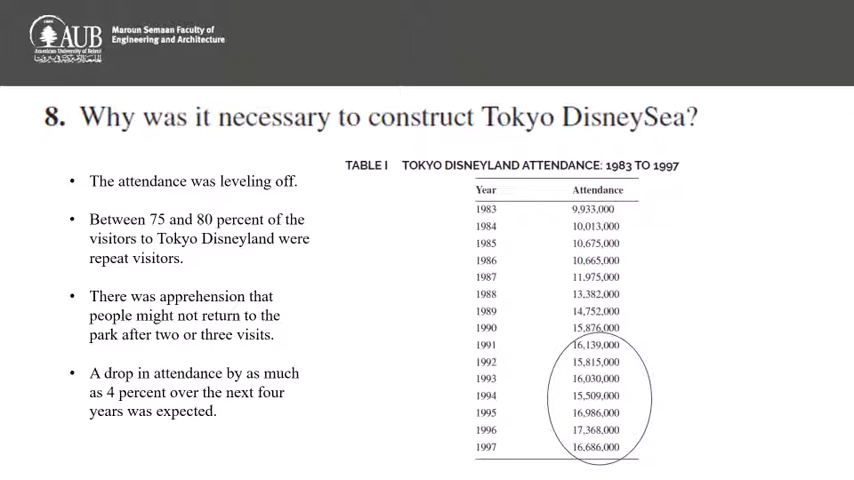 AUB
American University of Beirut
Maroun Semaan Faculty of
Engineering and Architecture
8. Why was it necessary to construct Tokyo DisneySea?
• The attendance was leveling off.
• Between 75 and 80 percent of the
visitors to Tokyo Disneyland were
repeat visitors.
• There was apprehension that
people might not return to the
park after two or three visits.
• A drop in attendance by as much
as 4 percent over the next four
years was expected.
TABLE I TOKYO DISNEYLAND ATTENDANCE: 1983 TO 1997
Year Attendance
1983 9,933,000
1984 10,013,000
1985 10,675,000
1986 10,665,000
1987 11,975,000
1988 13,382,000
1989 14,752,000
1990 15,876,000
1991 16,139,000
1992 15,815,000
1993 16,030,000
1994 15,509,000
1995 16,986,000
1996 17,368,000
1997 16,686,000